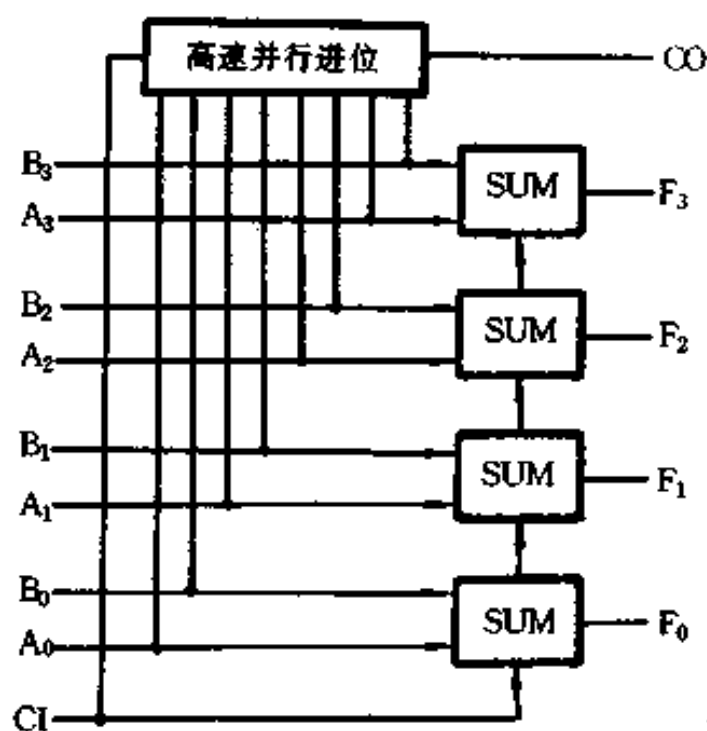 高速并行进位 CO
B₃ SUM F₃
A₃
B₂ SUM F₂
A₂
B₁ SUM F₁
A₁
B₀ SUM F₀
A₀
CI